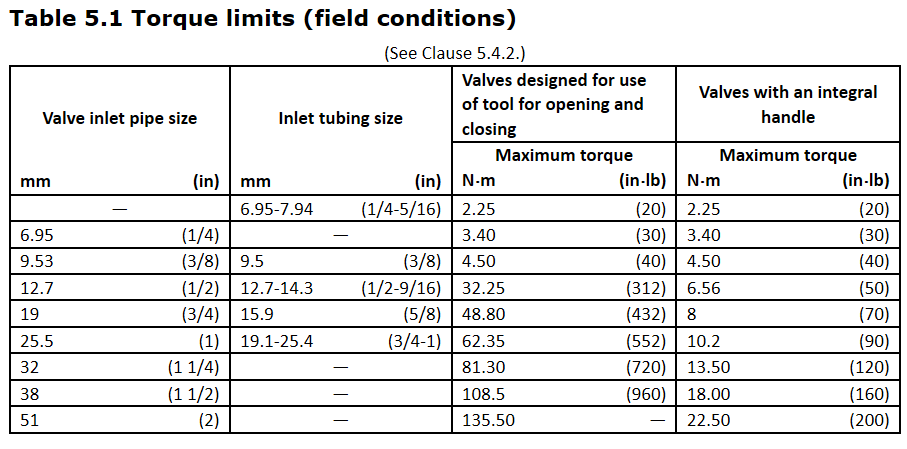 Table 5.1 Torque limits (field conditions)
(See Clause 5.4.2.)
Valve inlet pipe size Inlet tubing size Valves designed for use of tool for opening and closing Valves with an integral handle
Maximum torque Maximum torque
mm (in) mm (in) N·m (in·lb) N·m (in·lb)
— 6.95-7.94 (1/4-5/16) 2.25 (20) 2.25 (20)
6.95 (1/4) — 3.40 (30) 3.40 (30)
9.53 (3/8) 9.5 (3/8) 4.50 (40) 4.50 (40)
12.7 (1/2) 12.7-14.3 (1/2-9/16) 32.25 (312) 6.56 (50)
19 (3/4) 15.9 (5/8) 48.80 (432) 8 (70)
25.5 (1) 19.1-25.4 (3/4-1) 62.35 (552) 10.2 (90)
32 (1 1/4) — 81.30 (720) 13.50 (120)
38 (1 1/2) — 108.5 (960) 18.00 (160)
51 (2) — 135.50 — 22.50 (200)